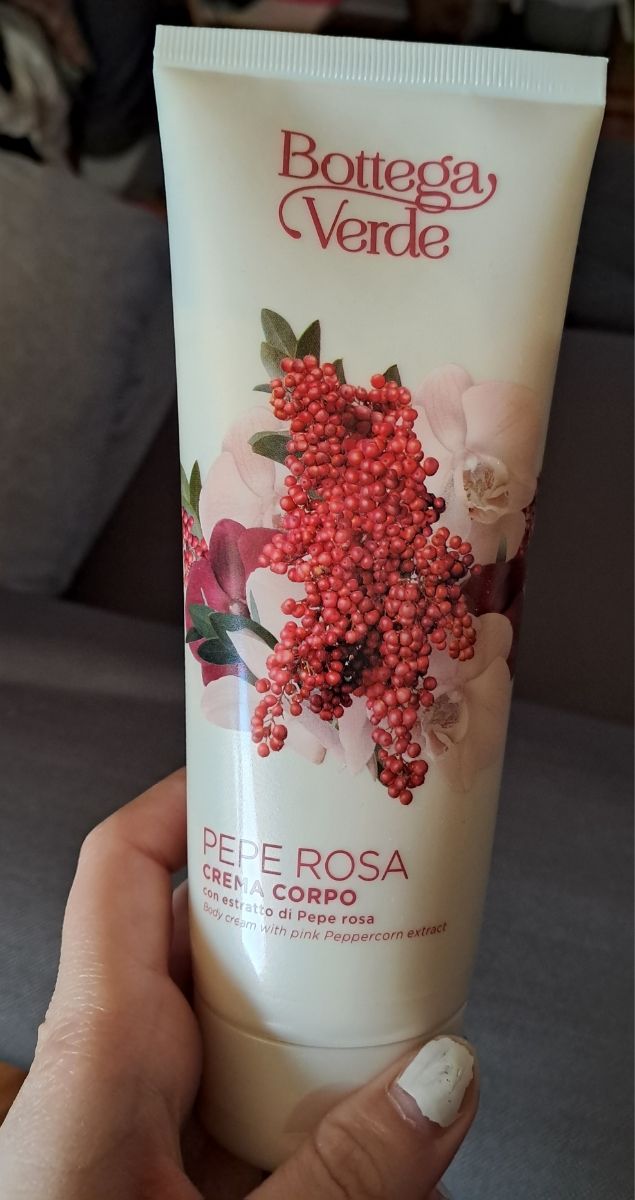 Bottega
Verde
PEPE ROSA
CREMA CORPO
con estratto di Pepe rosa
Body cream with pink Peppercorn extract